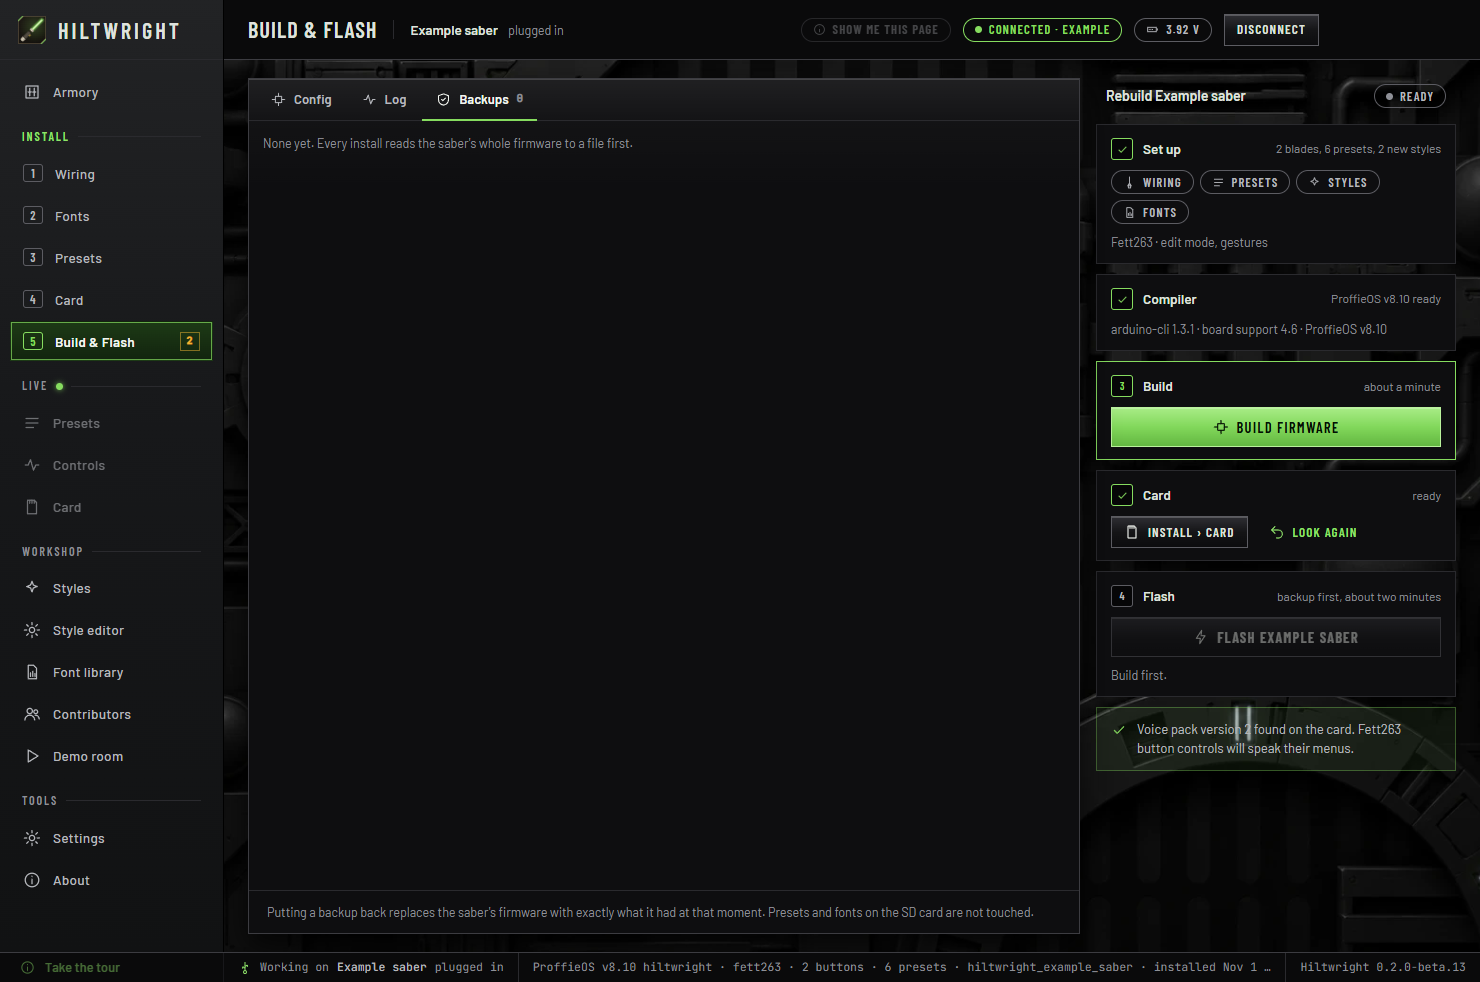 HILTWRIGHT
BUILD & FLASH
Example saber plugged in
SHOW ME THIS PAGE
CONNECTED · EXAMPLE
3.92 V
DISCONNECT
Armory
INSTALL
1 Wiring
2 Fonts
3 Presets
4 Card
5 Build & Flash 2
LIVE
Presets
Controls
Card
WORKSHOP
Styles
Style editor
Font library
Contributors
Demo room
TOOLS
Settings
About
Take the tour
Config
Log
Backups 0
None yet. Every install reads the saber's whole firmware to a file first.
Putting a backup back replaces the saber's firmware with exactly what it had at that moment. Presets and fonts on the SD card are not touched.
Rebuild Example saber
READY
Set up 2 blades, 6 presets, 2 new styles
WIRING
PRESETS
STYLES
FONTS
Fett263 · edit mode, gestures
Compiler ProffieOS v8.10 ready
arduino-cli 1.3.1 · board support 4.6 · ProffieOS v8.10
3 Build about a minute
BUILD FIRMWARE
Card ready
INSTALL › CARD
LOOK AGAIN
4 Flash backup first, about two minutes
FLASH EXAMPLE SABER
Build first.
Voice pack version 2 found on the card. Fett263
button controls will speak their menus.
Working on Example saber plugged in
ProffieOS v8.10 hiltwright · fett263 · 2 buttons · 6 presets · hiltwright_example_saber · installed Nov 1 …
Hiltwright 0.2.0-beta.13